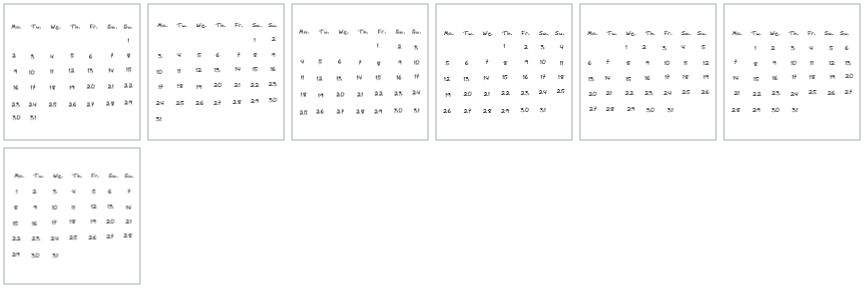 Mo. Tu. We. Th. Fr. Sa. Su.
1
2 3 4 5 6 7 8
9 10 11 12 13 14 15
16 17 18 19 20 21 22
23 24 25 26 27 28 29
30 31
Mo. Tu. We. Th. Fr. Sa. Su.
1 2
3 4 5 6 7 8 9
10 11 12 13 14 15 16
17 18 19 20 21 22 23
24 25 26 27 28 29 30
31
Mo. Tu. We. Th. Fr. Sa. Su.
1 2 3
4 5 6 7 8 9 10
11 12 13 14 15 16 17
18 19 20 21 22 23 24
25 26 27 28 29 30 31
Mo. Tu. We. Th. Fr. Sa. Su.
1 2 3 4
5 6 7 8 9 10 11
12 13 14 15 16 17 18
19 20 21 22 23 24 25
26 27 28 29 30 31
Mo. Tu. We. Th. Fr. Sa. Su.
1 2 3 4 5
6 7 8 9 10 11 12
13 14 15 16 17 18 19
20 21 22 23 24 25 26
27 28 29 30 31
Mo. Tu. We. Th. Fr. Sa. Su.
1 2 3 4 5 6
7 8 9 10 11 12 13
14 15 16 17 18 19 20
21 22 23 24 25 26 27
28 29 30 31
Mo. Tu. We. Th. Fr. Sa. Su.
1 2 3 4 5 6 7
8 9 10 11 12 13 14
15 16 17 18 19 20 21
22 23 24 25 26 27 28
29 30 31